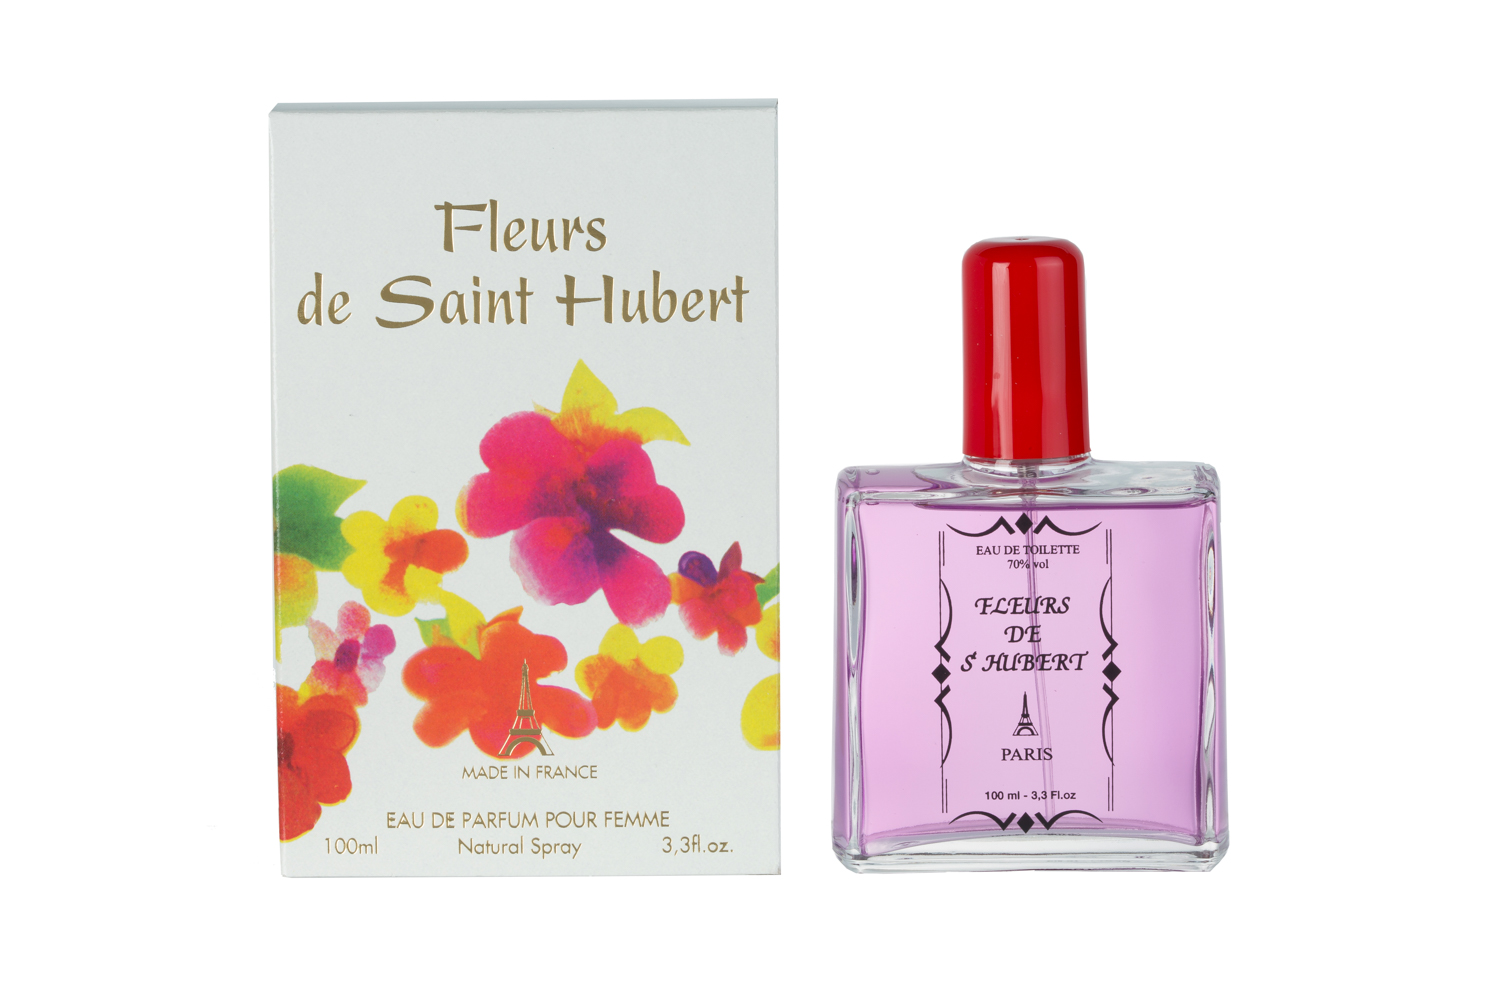 Fleurs
de Saint Hubert
MADE IN FRANCE
EAU DE PARFUM POUR FEMME
100ml Natural Spray 3,3fl.oz.
EAU DE TOILETTE
70% vol
FLEURS
DE
St HUBERT
PARIS
100 ml - 3,3 Fl.oz